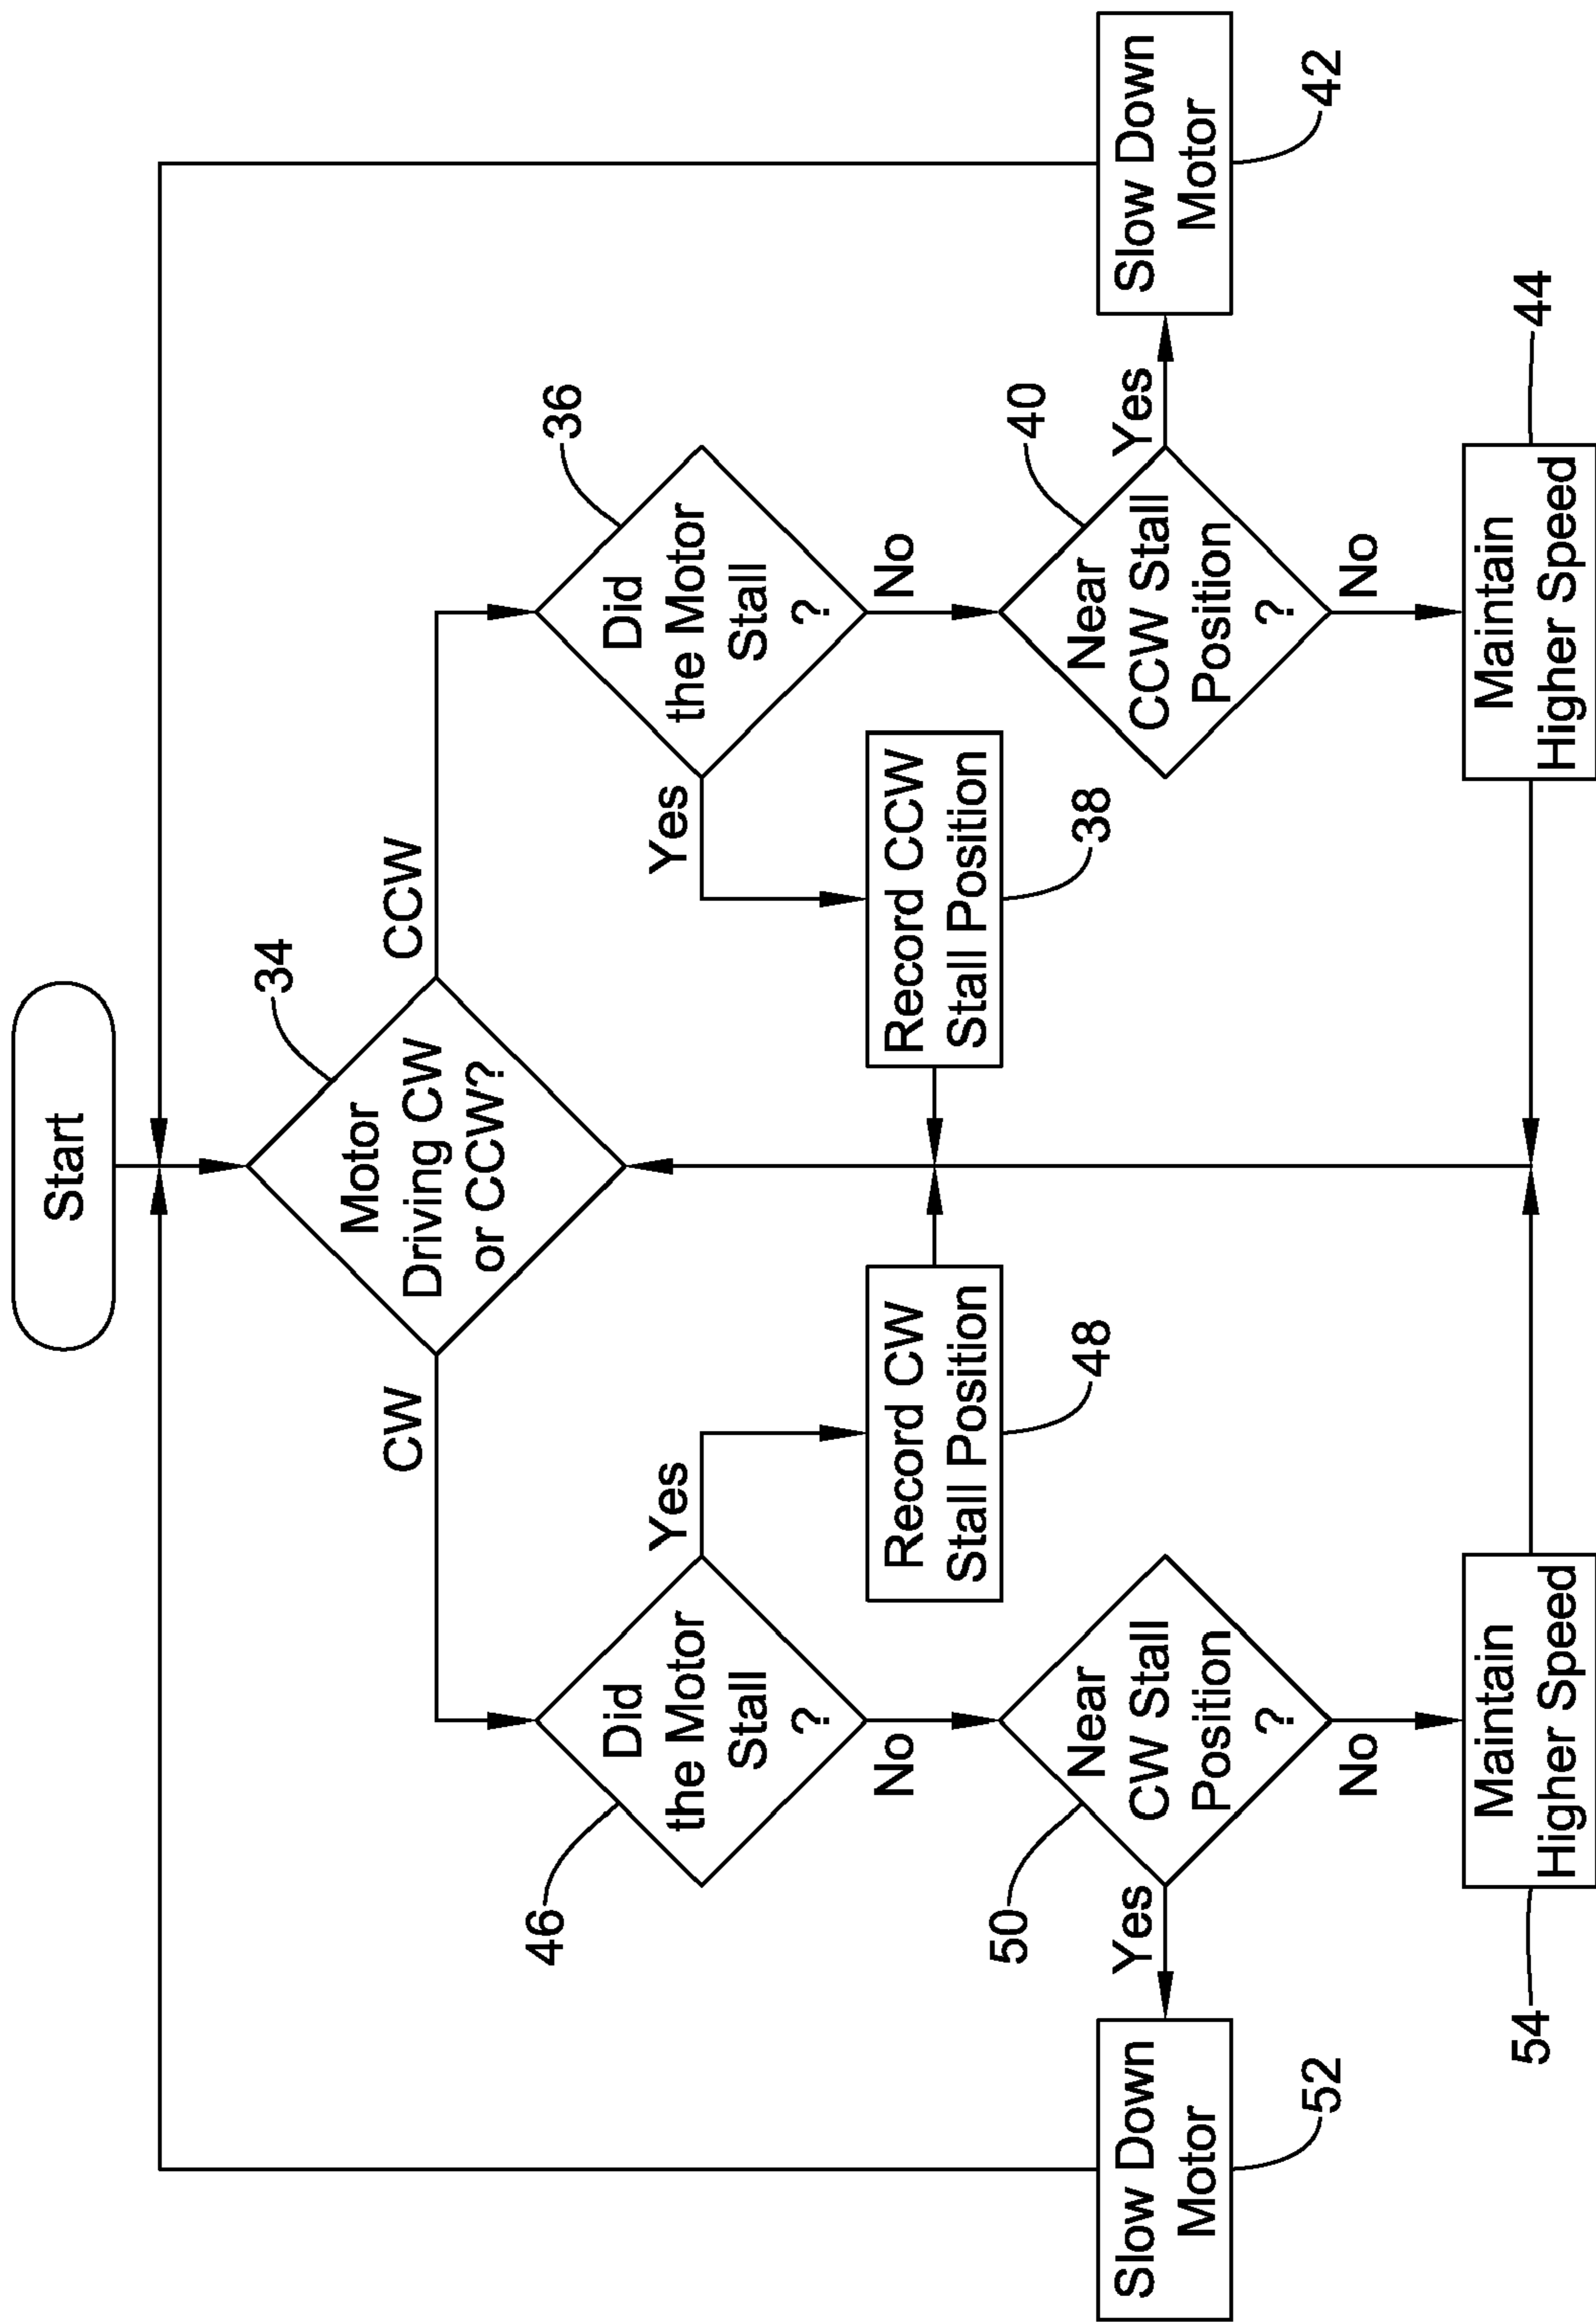 Start
34
Motor
Driving CW
or CCW?
CW
CCW
46
Did
the Motor
Stall
?
Yes
No
36
Did
the Motor
Stall
?
Yes
No
Record CW
Stall Position
48
Record CCW
Stall Position
38
50
Near
CW Stall
Position
?
Yes
No
40
Near
CCW Stall
Position
?
Yes
No
Slow Down
Motor
52
Slow Down
Motor
42
Maintain
Higher Speed
54
Maintain
Higher Speed
44